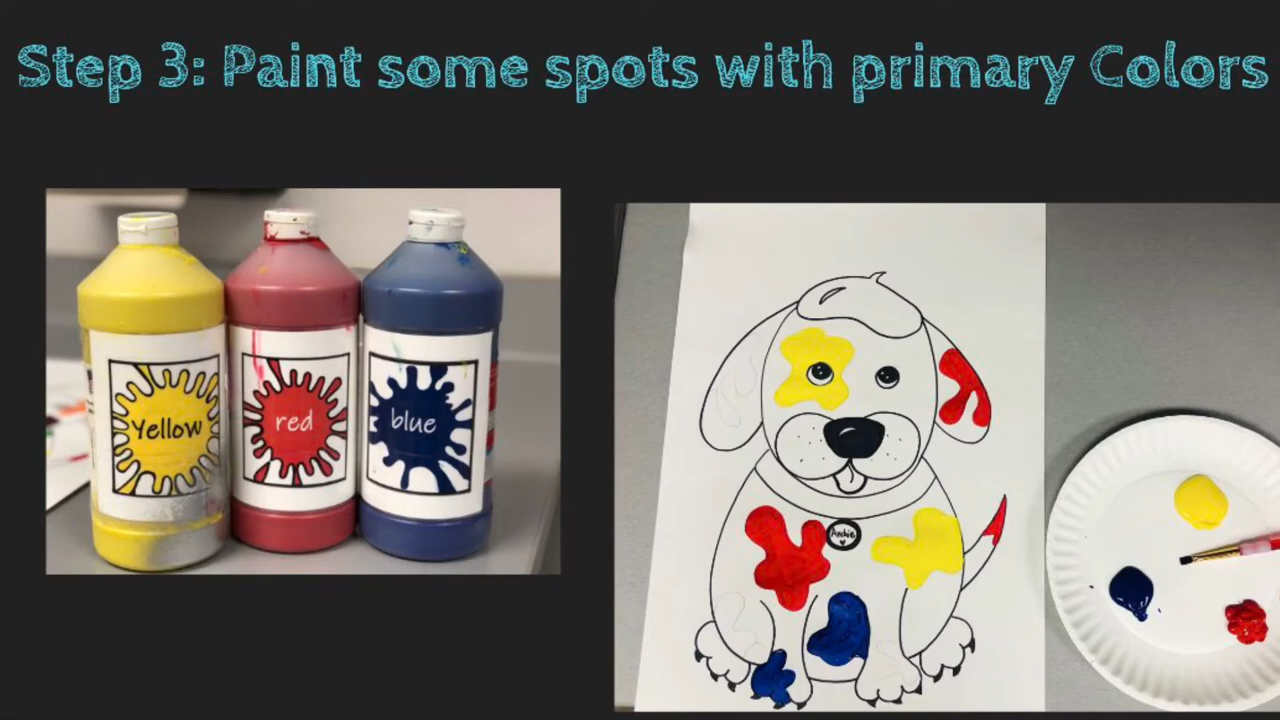 Step 3: Paint some spots with primary Colors
Yellow
red
blue
Archie